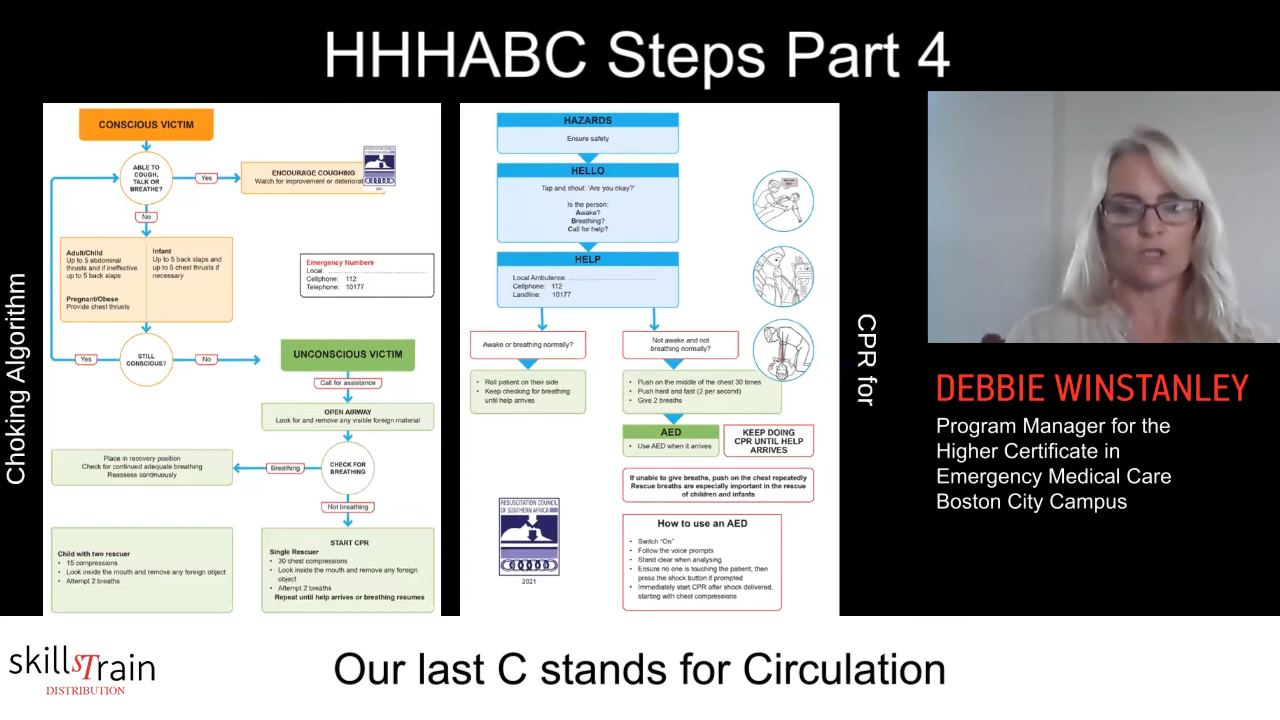 HHHABC Steps Part 4
Choking Algorithm
CONSCIOUS VICTIM
ABLE TO
COUGH,
TALK OR
BREATHE?
Yes
ENCOURAGE COUGHING
Watch for improvement or deteriorat
2021
No
Adult/Child
Up to 5 abdominal
thrusts and if ineffective
up to 5 back slaps
Pregnant/Obese
Provide chest thrusts
Infant
Up to 5 back slaps and
up to 5 chest thrusts if
necessary
Emergency Numbers
Local:
Cellphone: 112
Telephone: 10177
STILL
CONSCIOUS?
Yes
No
UNCONSCIOUS VICTIM
Call for assistance
OPEN AIRWAY
Look for and remove any visible foreign material
CHECK FOR
BREATHING
Breathing
Place in recovery position
Check for continued adequate breathing
Reassess continuously
Not breathing
Child with two rescuer
• 15 compressions
• Look inside the mouth and remove any foreign object
• Attempt 2 breaths
START CPR
Single Rescuer
• 30 chest compressions
• Look inside the mouth and remove any foreign
object
• Attempt 2 breaths
Repeat until help arrives or breathing resumes
HAZARDS
Ensure safety
HELLO
Tap and shout: 'Are you okay?'
Is the person:
Awake?
Breathing?
Call for help?
HELP
Local Ambulance:
Cellphone: 112
Landline: 10177
Awake or breathing normally?
• Roll patient on their side
• Keep checking for breathing
until help arrives
Not awake and not
breathing normally?
• Push on the middle of the chest 30 times
• Push hard and fast (2 per second)
• Give 2 breaths
AED
• Use AED when it arrives
KEEP DOING
CPR UNTIL HELP
ARRIVES
If unable to give breaths, push on the chest repeatedly
Rescue breaths are especially important in the rescue
of children and infants
RESUSCITATION COUNCIL
OF SOUTHERN AFRICA
2021
How to use an AED
• Switch "On"
• Follow the voice prompts
• Stand clear when analysing
• Ensure no one is touching the patient, then
press the shock button if prompted
• Immediately start CPR after shock delivered,
starting with chest compressions
CPR for
DEBBIE WINSTANLEY
Program Manager for the
Higher Certificate in
Emergency Medical Care
Boston City Campus
skillsTrain
DISTRIBUTION
Our last C stands for Circulation